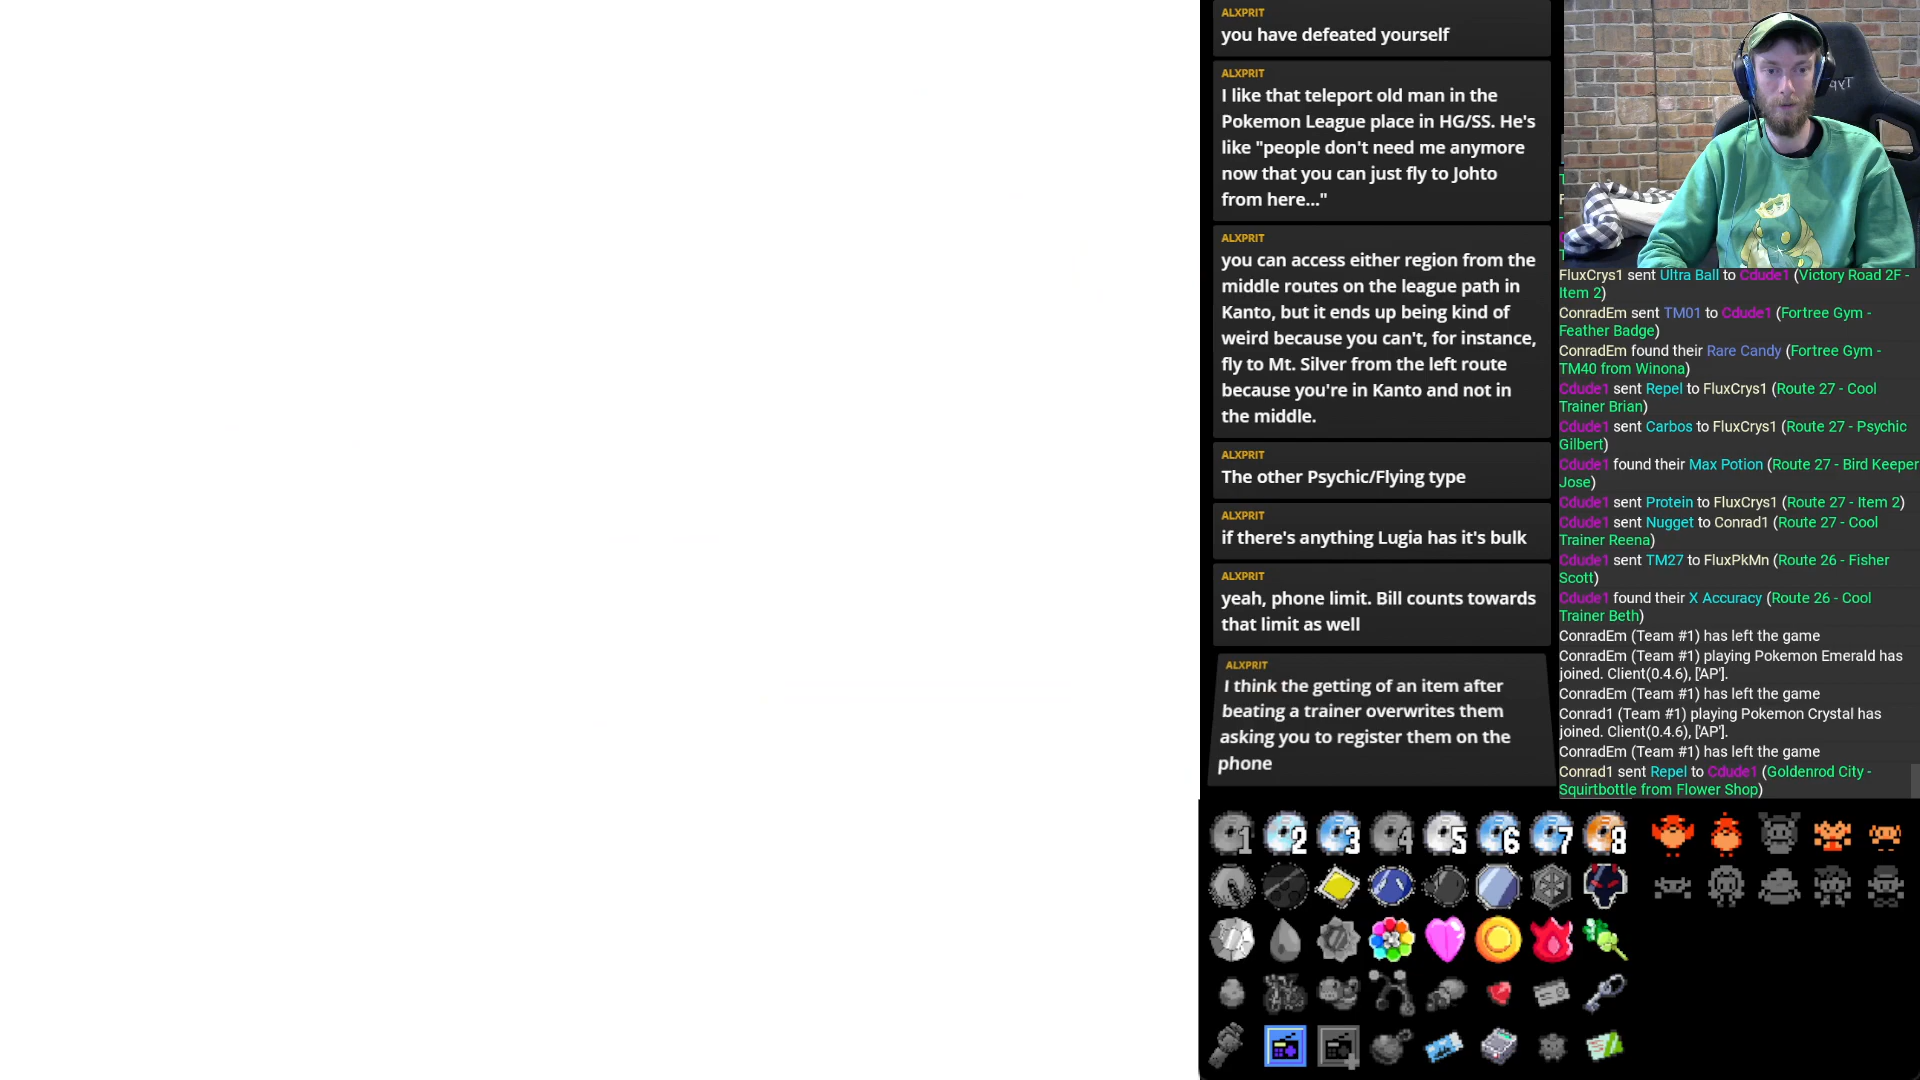 ALXPRIT
you have defeated yourself
ALXPRIT
I like that teleport old man in the
Pokemon League place in HG/SS. He's
like "people don't need me anymore
now that you can just fly to Johto
from here..."
ALXPRIT
you can access either region from the
middle routes on the league path in
Kanto, but it ends up being kind of
weird because you can't, for instance,
fly to Mt. Silver from the left route
because you're in Kanto and not in
the middle.
ALXPRIT
The other Psychic/Flying type
ALXPRIT
if there's anything Lugia has it's bulk
ALXPRIT
yeah, phone limit. Bill counts towards
that limit as well
ALXPRIT
I think the getting of an item after
beating a trainer overwrites them
asking you to register them on the
phone
FluxCrys1 sent Ultra Ball to Cdude1 (Victory Road 2F -
Item 2)
ConradEm sent TM01 to Cdude1 (Fortree Gym -
Feather Badge)
ConradEm found their Rare Candy (Fortree Gym -
TM40 from Winona)
Cdude1 sent Repel to FluxCrys1 (Route 27 - Cool
Trainer Brian)
Cdude1 sent Carbos to FluxCrys1 (Route 27 - Psychic
Gilbert)
Cdude1 found their Max Potion (Route 27 - Bird Keeper
Jose)
Cdude1 sent Protein to FluxCrys1 (Route 27 - Item 2)
Cdude1 sent Nugget to Conrad1 (Route 27 - Cool
Trainer Reena)
Cdude1 sent TM27 to FluxPkMn (Route 26 - Fisher
Scott)
Cdude1 found their X Accuracy (Route 26 - Cool
Trainer Beth)
ConradEm (Team #1) has left the game
ConradEm (Team #1) playing Pokemon Emerald has
joined. Client(0.4.6), ['AP'].
ConradEm (Team #1) has left the game
Conrad1 (Team #1) playing Pokemon Crystal has
joined. Client(0.4.6), ['AP'].
ConradEm (Team #1) has left the game
Conrad1 sent Repel to Cdude1 (Goldenrod City -
Squirtbottle from Flower Shop)
1 2 3 4 5 6 7 8